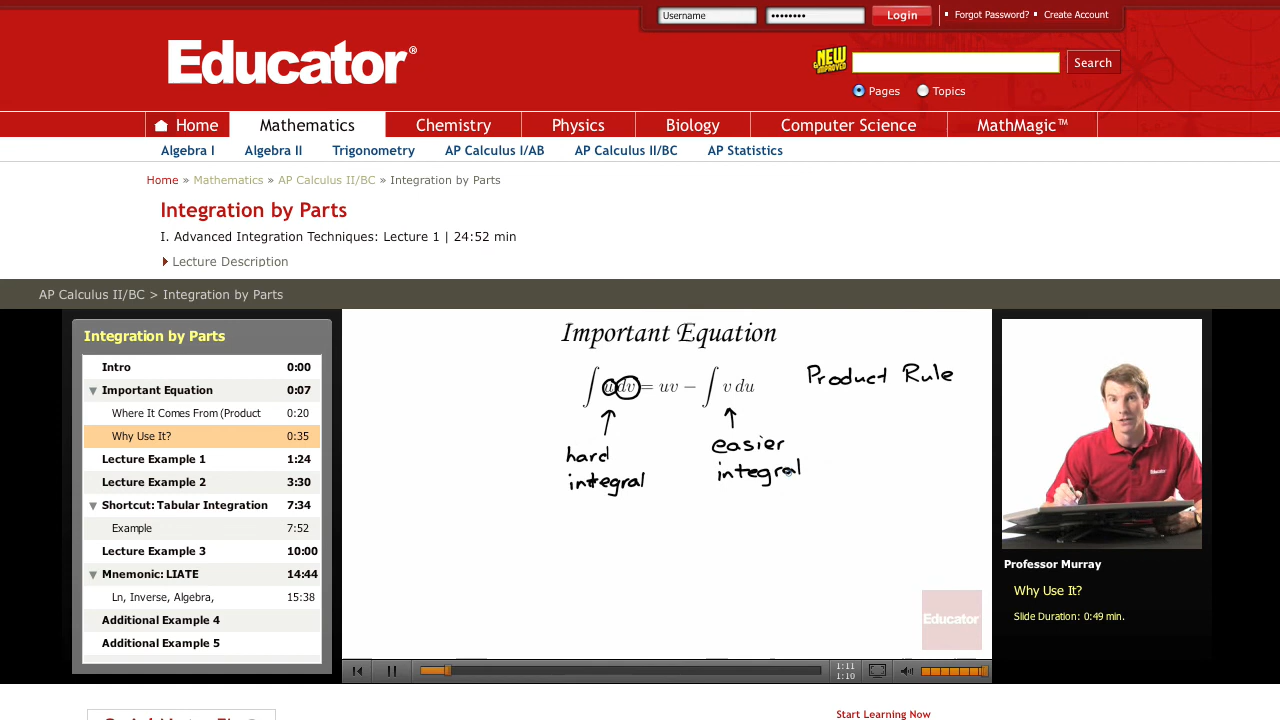 Username
••••••••
Login
Forgot Password?
Create Account
Educator®
NEW
& IMPROVED
Search
Pages
Topics
Home
Mathematics
Chemistry
Physics
Biology
Computer Science
MathMagic™
Algebra I
Algebra II
Trigonometry
AP Calculus I/AB
AP Calculus II/BC
AP Statistics
Home » Mathematics » AP Calculus II/BC » Integration by Parts
Integration by Parts
I. Advanced Integration Techniques: Lecture 1 | 24:52 min
Lecture Description
AP Calculus II/BC > Integration by Parts
Integration by Parts
Intro 0:00
Important Equation 0:07
Where It Comes From (Product 0:20
Why Use It? 0:35
Lecture Example 1 1:24
Lecture Example 2 3:30
Shortcut: Tabular Integration 7:34
Example 7:52
Lecture Example 3 10:00
Mnemonic: LIATE 14:44
Ln, Inverse, Algebra, 15:38
Additional Example 4
Additional Example 5
Important Equation
∫ u dv = uv − ∫ v du
Product Rule
hard
integral
easier
integral
Educator
1:11
1:10
Educator
Professor Murray
Why Use It?
Slide Duration: 0:49 min.
Start Learning Now